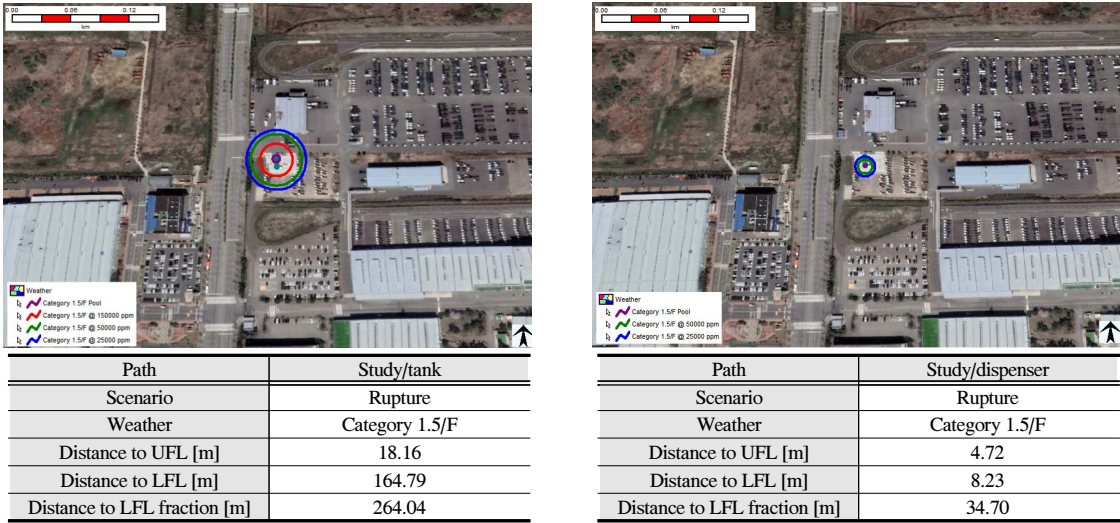 0.00 0.06 0.12
km
Weather
Category 1.5/F Pool
Category 1.5/F @ 150000 ppm
Category 1.5/F @ 50000 ppm
Category 1.5/F @ 25000 ppm
Path Study/tank
Scenario Rupture
Weather Category 1.5/F
Distance to UFL [m] 18.16
Distance to LFL [m] 164.79
Distance to LFL fraction [m] 264.04
0.00 0.06 0.12
km
Weather
Category 1.5/F Pool
Category 1.5/F @ 50000 ppm
Category 1.5/F @ 25000 ppm
Path Study/dispenser
Scenario Rupture
Weather Category 1.5/F
Distance to UFL [m] 4.72
Distance to LFL [m] 8.23
Distance to LFL fraction [m] 34.70